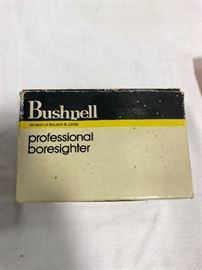 Bushnell
division of Bausch & Lomb
professional
boresighter